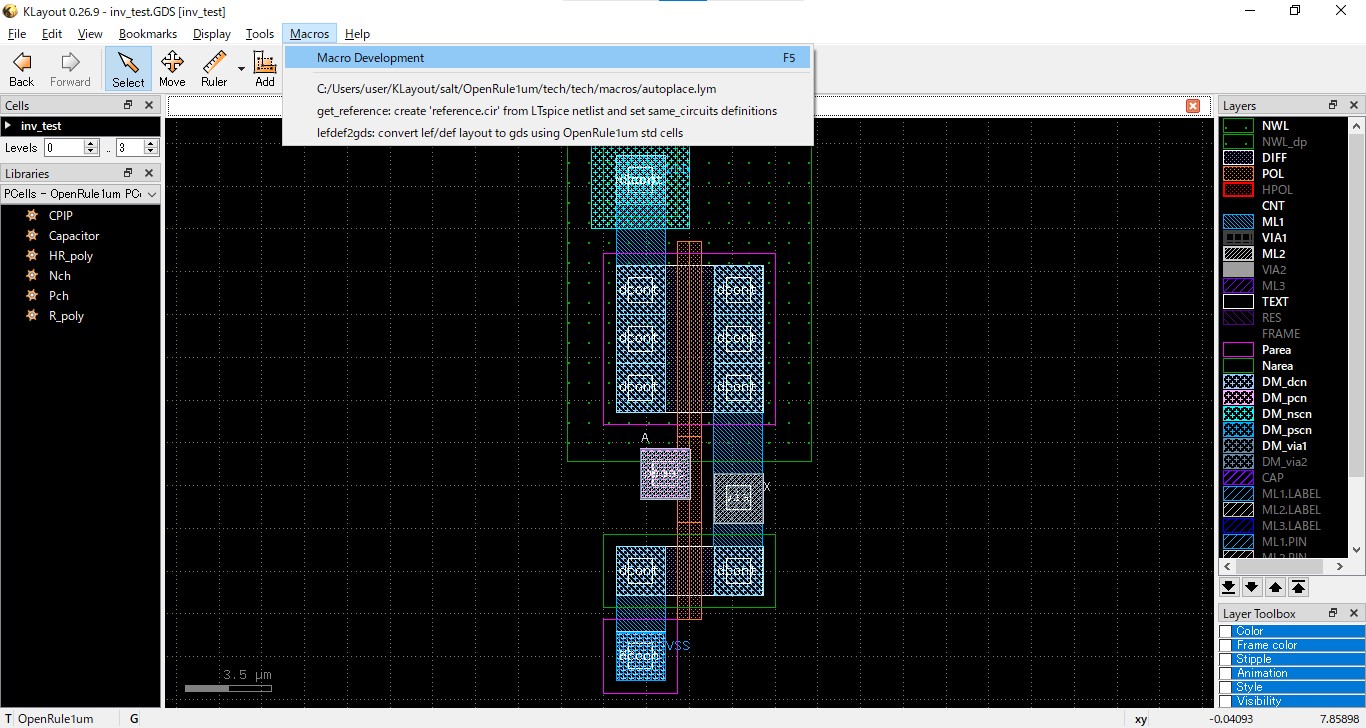 KLayout 0.26.9 - inv_test.GDS [inv_test]
File Edit View Bookmarks Display Tools Macros Help
Back Forward Select Move Ruler Add
Macro Development F5
C:/Users/user/KLayout/salt/OpenRule1um/tech/tech/macros/autoplace.lym
get_reference: create 'reference.cir' from LTspice netlist and set same_circuits definitions
lefdef2gds: convert lef/def layout to gds using OpenRule1um std cells
Cells
inv_test
Levels 0 .. 3
Libraries
PCells - OpenRule1um PC
CPIP
Capacitor
HR_poly
Nch
Pch
R_poly
dcont dcont
dcont dcont
dcont dcont
A
X
dcont dcont
VSS
3.5 µm
Layers
NWL
NWL_dp
DIFF
POL
HPOL
CNT
ML1
VIA1
ML2
VIA2
ML3
TEXT
RES
FRAME
Parea
Narea
DM_dcn
DM_pcn
DM_nscn
DM_pscn
DM_via1
DM_via2
CAP
ML1.LABEL
ML2.LABEL
ML3.LABEL
ML1.PIN
ML2.PIN
Layer Toolbox
Color
Frame color
Stipple
Animation
Style
Visibility
T OpenRule1um G xy -0.04093 7.85898